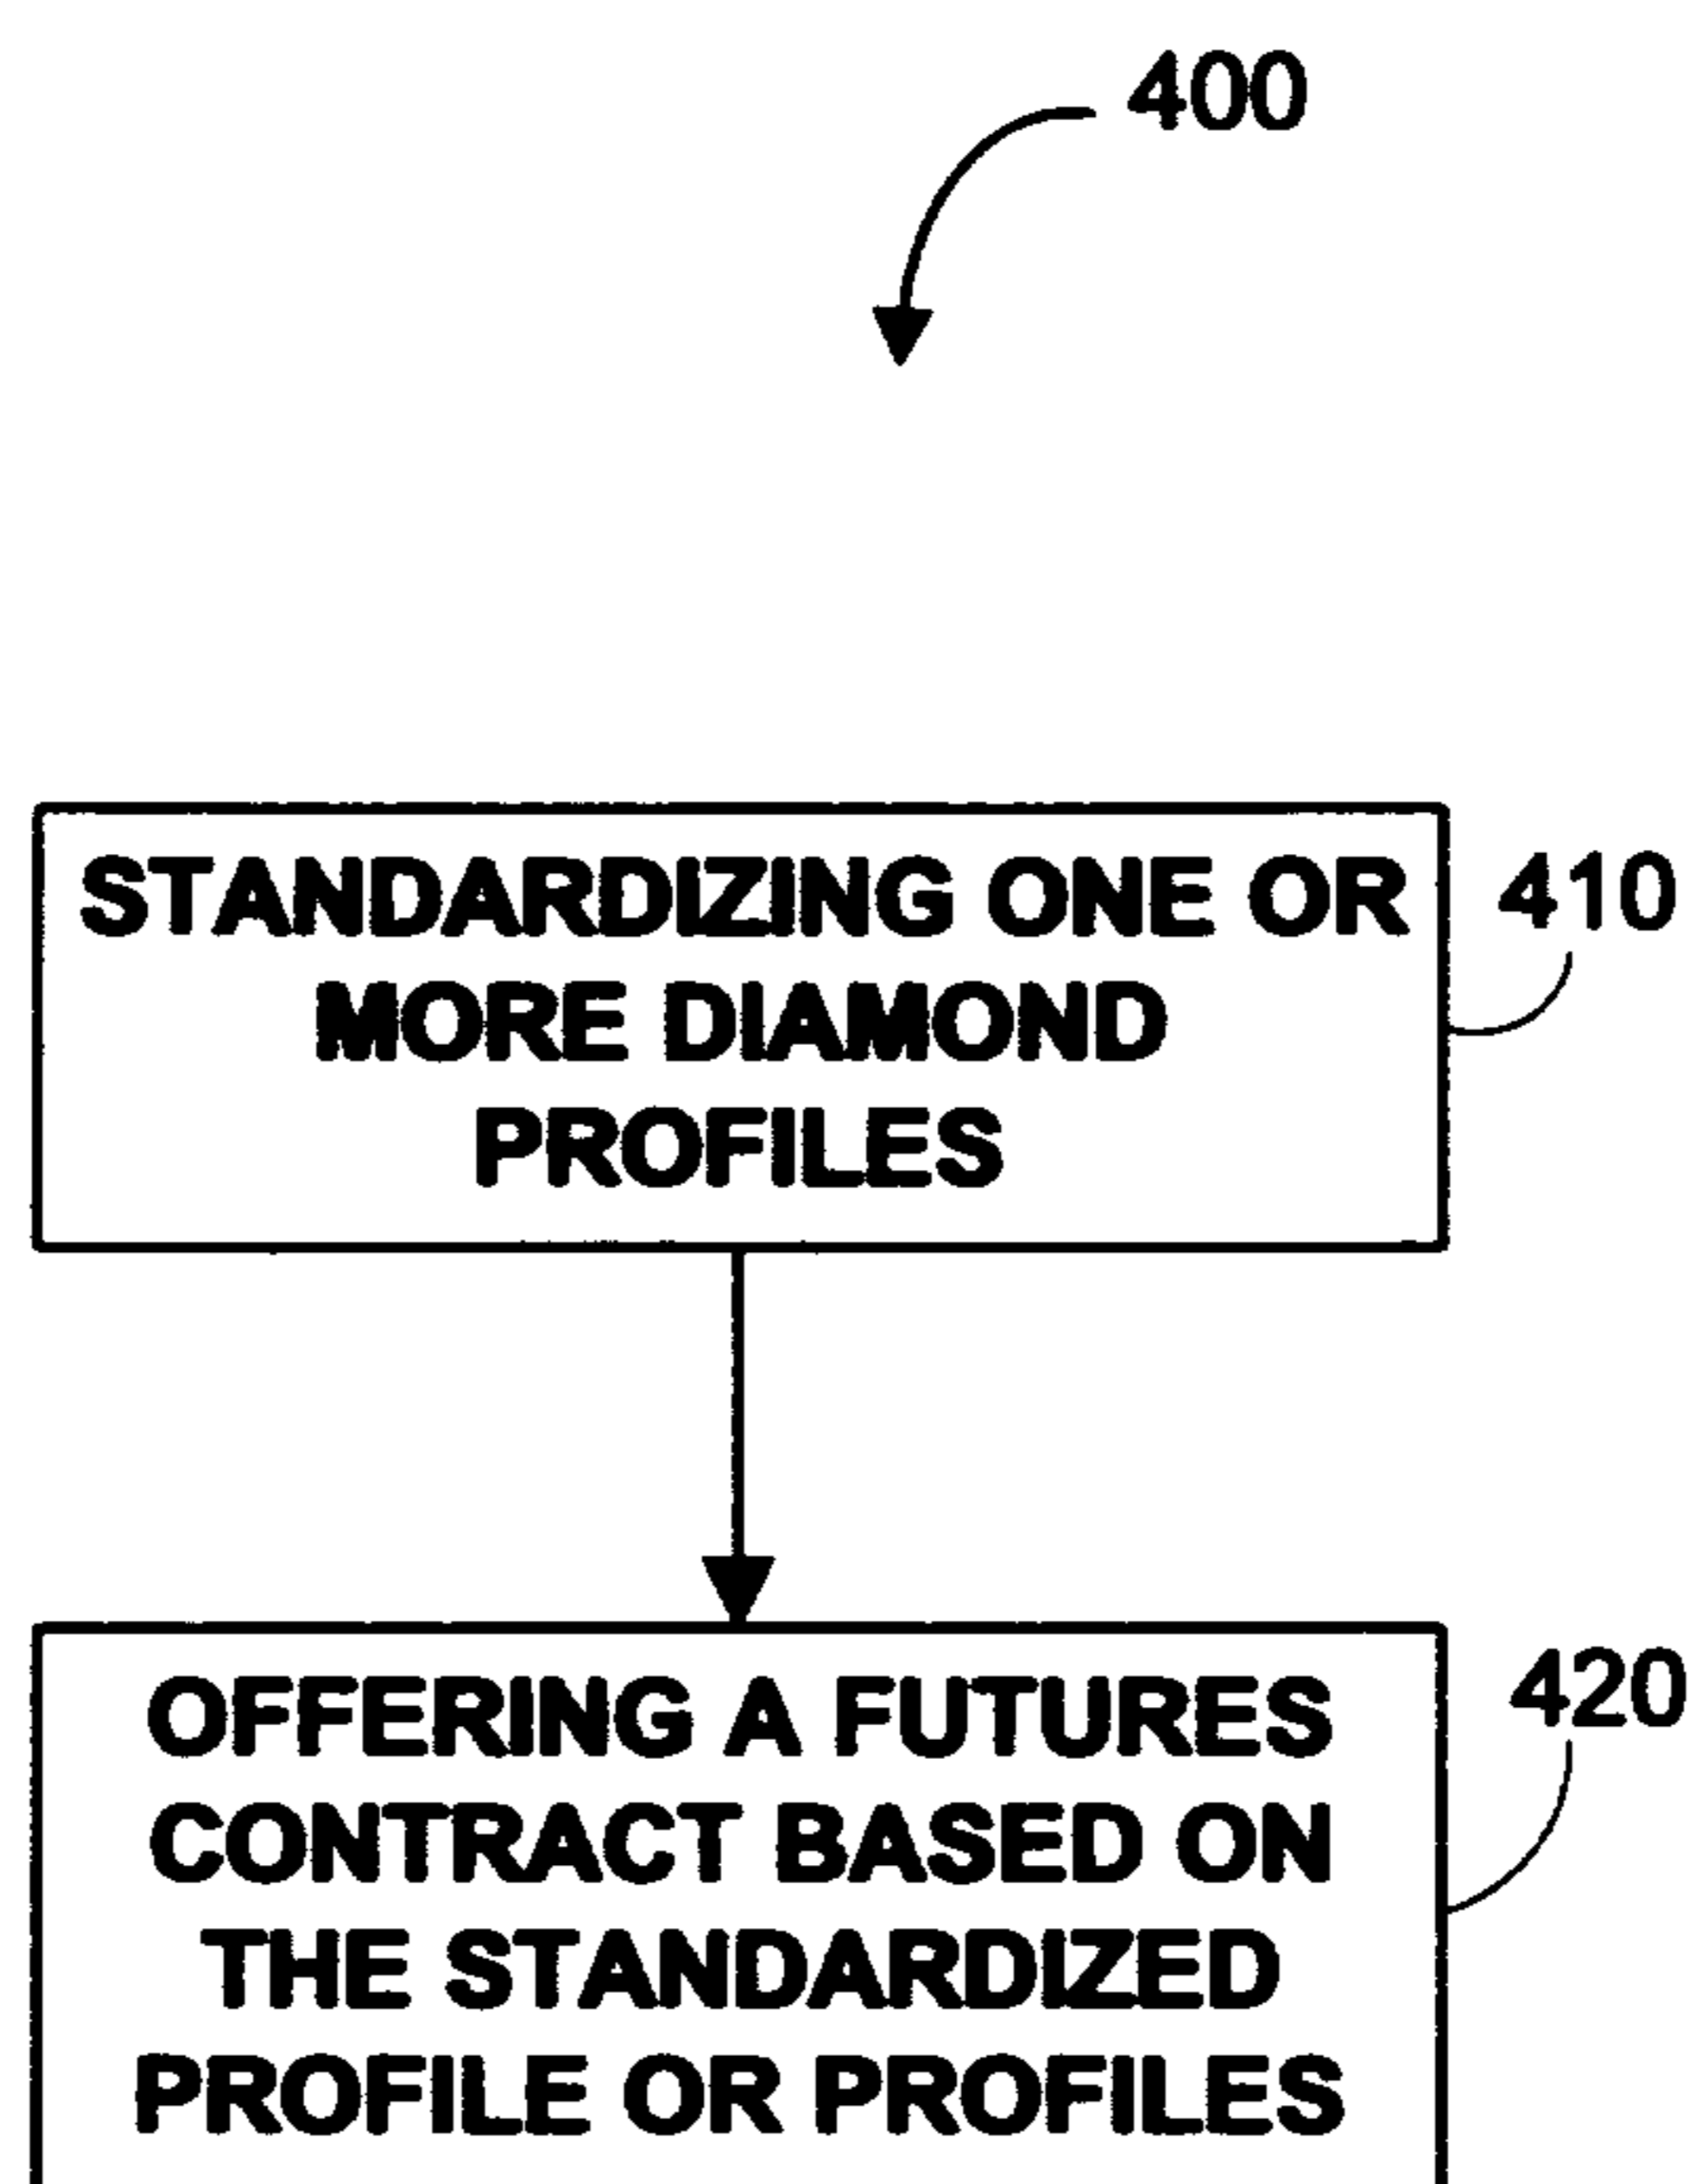 400
STANDARDIZING ONE OR
MORE DIAMOND
PROFILES
410
OFFERING A FUTURES
CONTRACT BASED ON
THE STANDARDIZED
PROFILE OR PROFILES
420